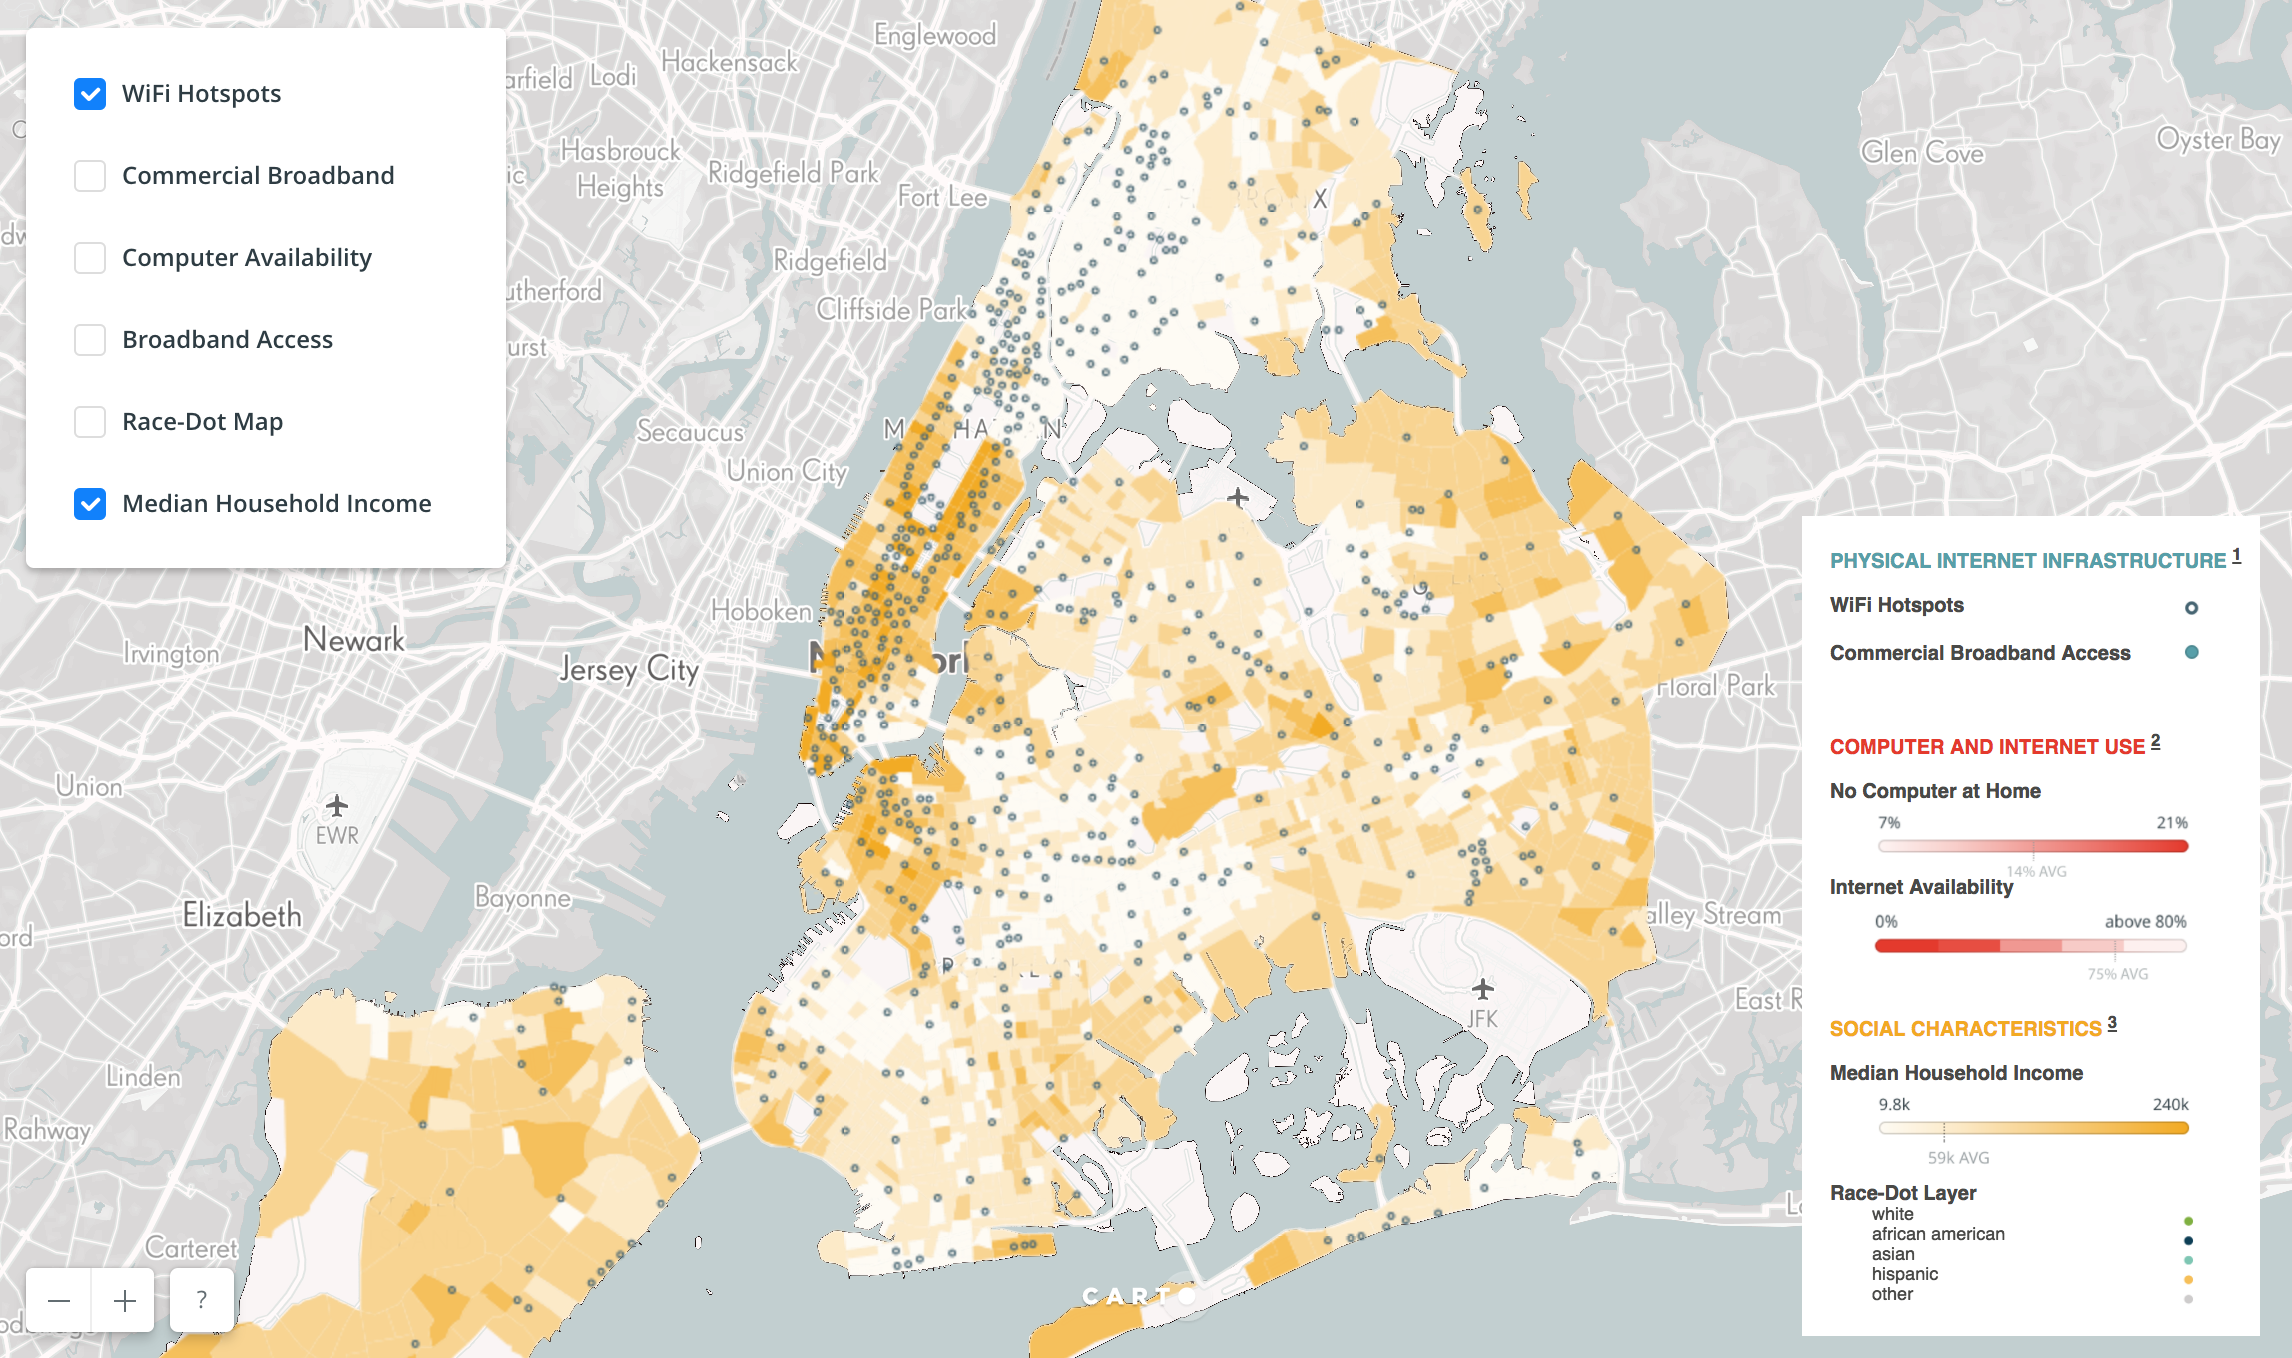 WiFi Hotspots
Commercial Broadband
Computer Availability
Broadband Access
Race-Dot Map
Median Household Income
Englewood
Hackensack
arfield
Lodi
Hasbrouck
Heights
Ridgefield Park
Fort Lee
Glen Cove
Oyster Bay
ic
X
Ridgefield
utherford
Cliffside Park
urst
M HA N
Secaucus
Union City
Hoboken
Newark
Irvington
Jersey City
ork
Floral Park
Union
EWR
Bayonne
Elizabeth
ord
alley Stream
East R
JFK
Linden
Rahway
Carteret
CARTO
?
PHYSICAL INTERNET INFRASTRUCTURE 1
WiFi Hotspots
Commercial Broadband Access
COMPUTER AND INTERNET USE 2
No Computer at Home
7% 21%
14% AVG
Internet Availability
0% above 80%
75% AVG
SOCIAL CHARACTERISTICS 3
Median Household Income
9.8k 240k
59k AVG
Race-Dot Layer
white
african american
asian
hispanic
other